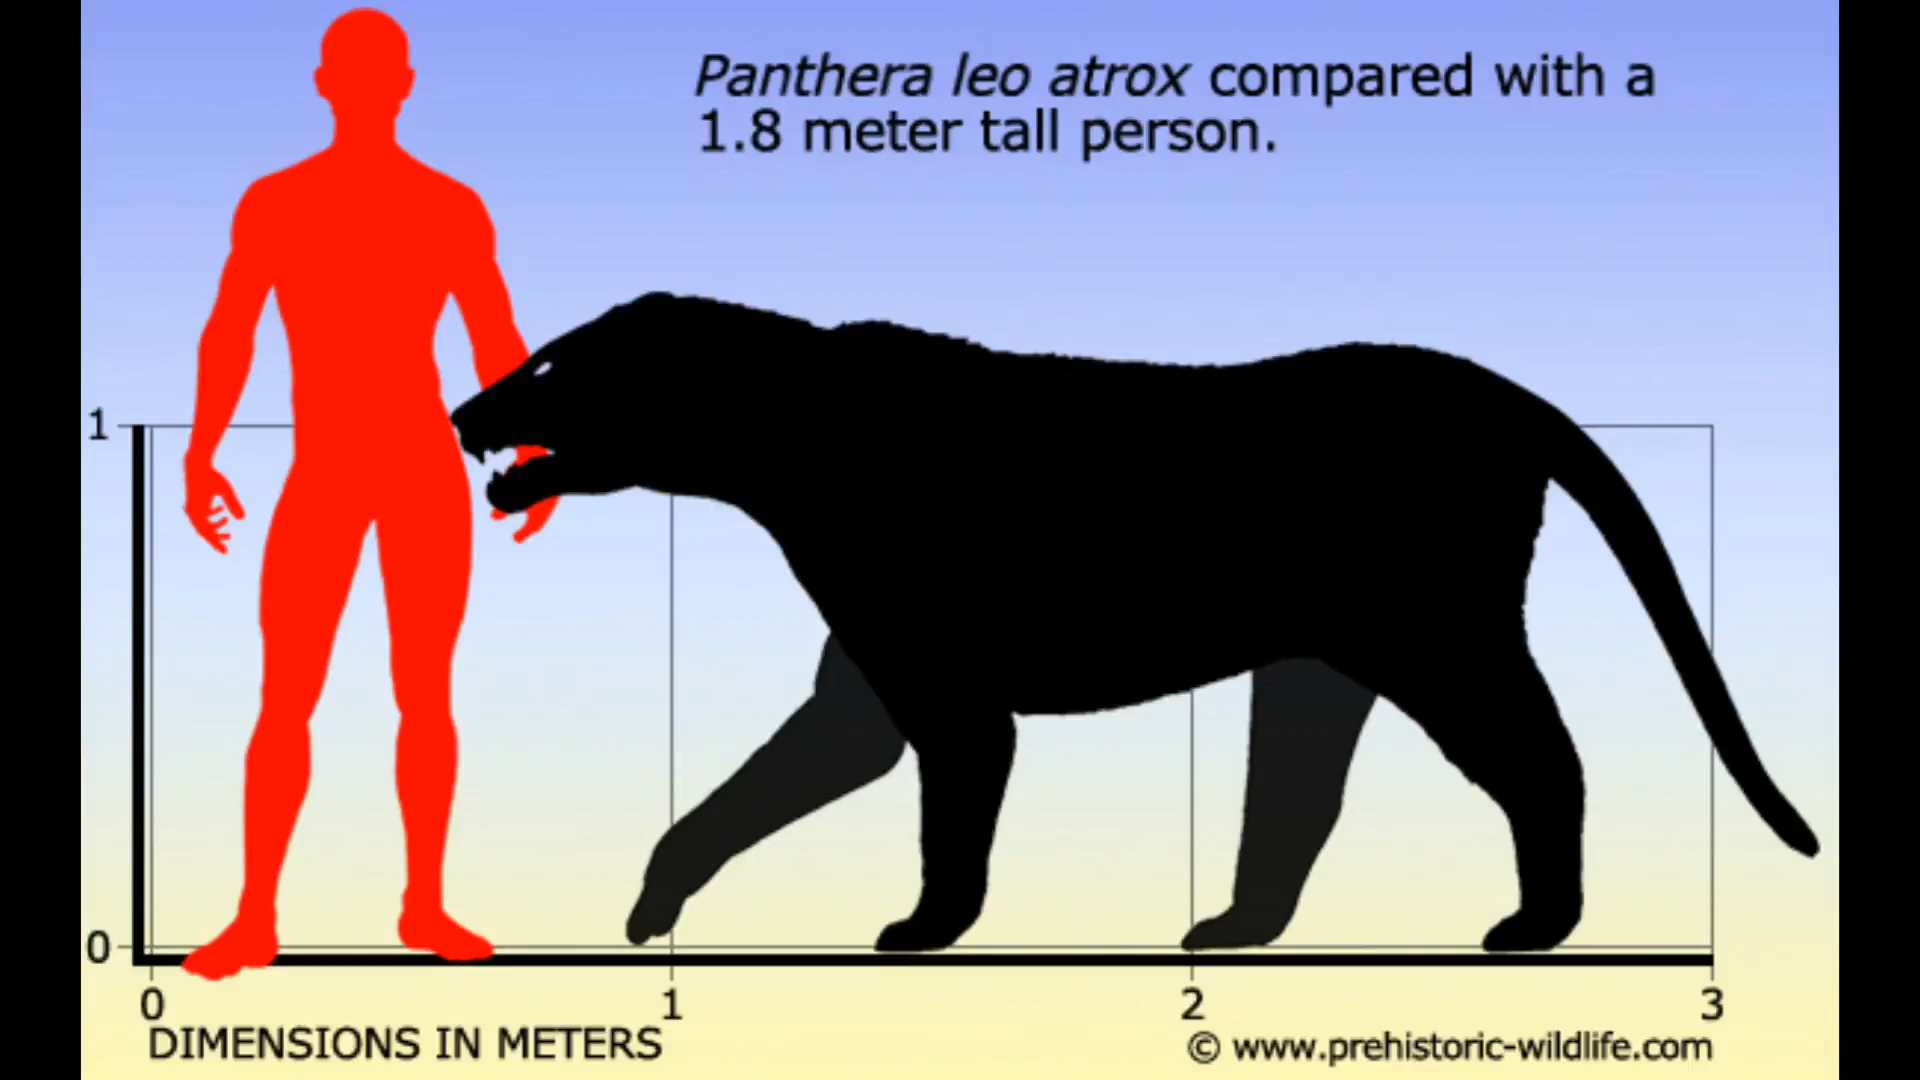 Panthera leo atrox compared with a
1.8 meter tall person.
1
0
0 1 2 3
DIMENSIONS IN METERS
© www.prehistoric-wildlife.com